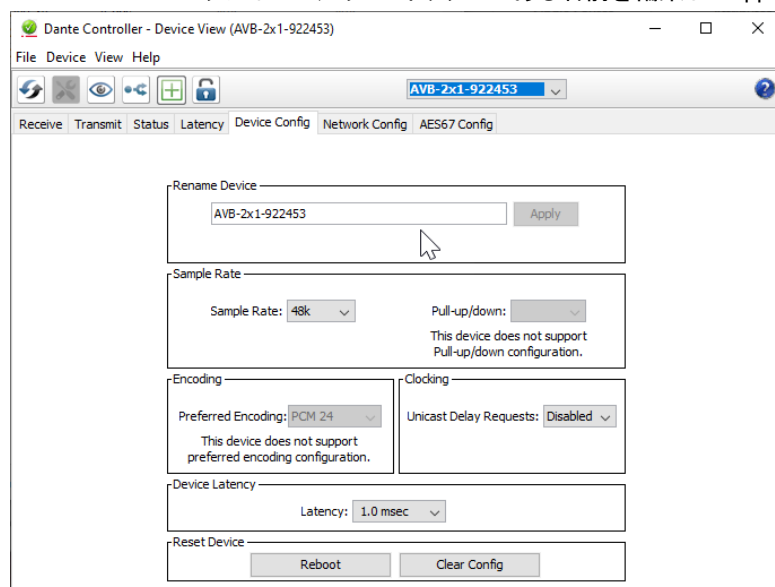 Dante Controller - Device View (AVB-2x1-922453)
File Device View Help
AVB-2x1-922453
?
Receive Transmit Status Latency Device Config Network Config AES67 Config
Rename Device
AVB-2x1-922453 Apply
Sample Rate
Sample Rate: 48k Pull-up/down:
This device does not support
Pull-up/down configuration.
Encoding Clocking
Preferred Encoding: PCM 24 Unicast Delay Requests: Disabled
This device does not support
preferred encoding configuration.
Device Latency
Latency: 1.0 msec
Reset Device
Reboot Clear Config